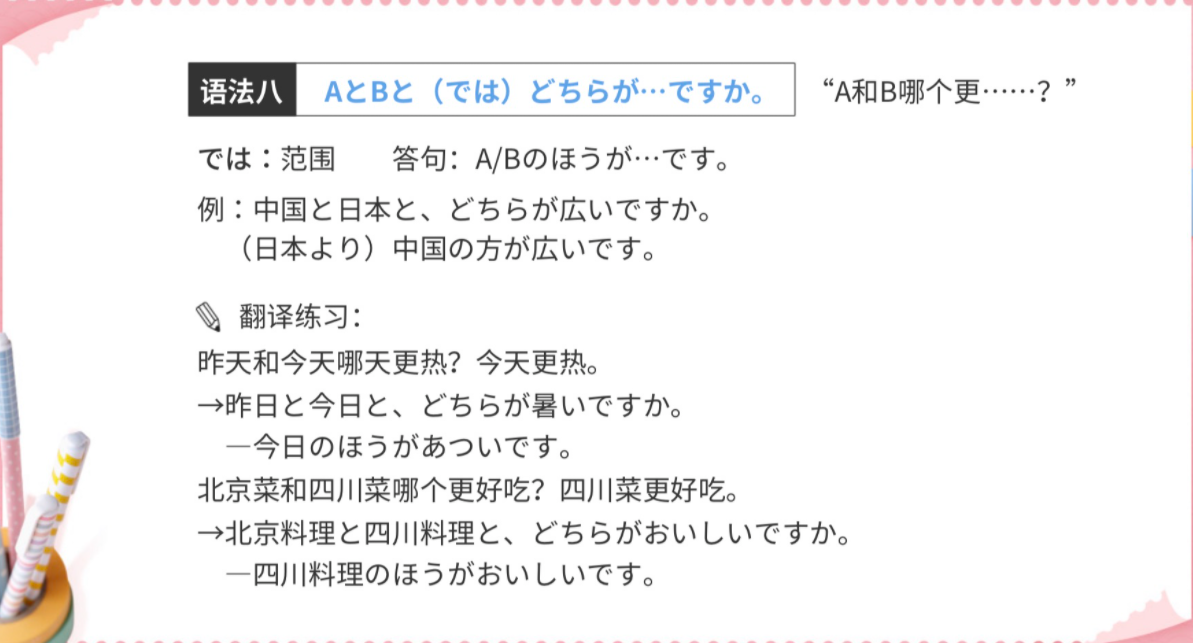 语法八 AとBと（では）どちらが…ですか。 “A和B哪个更……？”
では：范围 答句：A/Bのほうが…です。
例：中国と日本と、どちらが広いですか。
（日本より）中国の方が広いです。
翻译练习：
昨天和今天哪天更热？今天更热。
→昨日と今日と、どちらが暑いですか。
—今日のほうがあついです。
北京菜和四川菜哪个更好吃？四川菜更好吃。
→北京料理と四川料理と、どちらがおいしいですか。
—四川料理のほうがおいしいです。